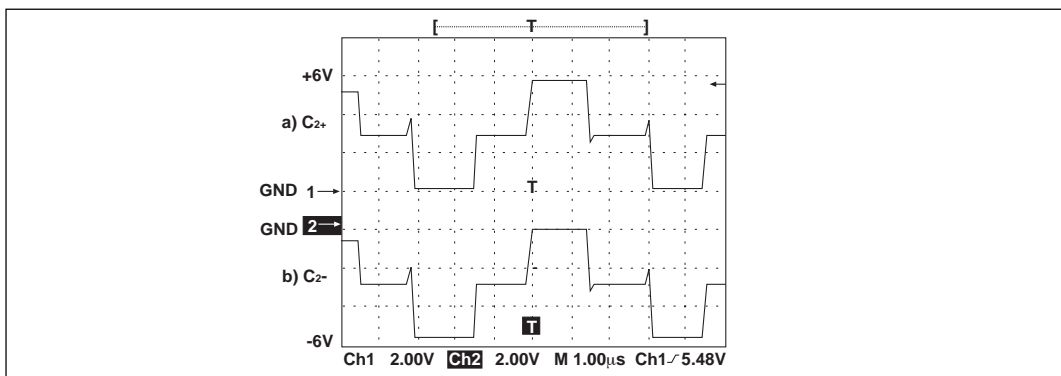 [ T ]
+6V
a) C2+
GND 1→
T
GND 2→
b) C2-
T
-6V
Ch1 2.00V Ch2 2.00V M 1.00µs Ch1 5.48V